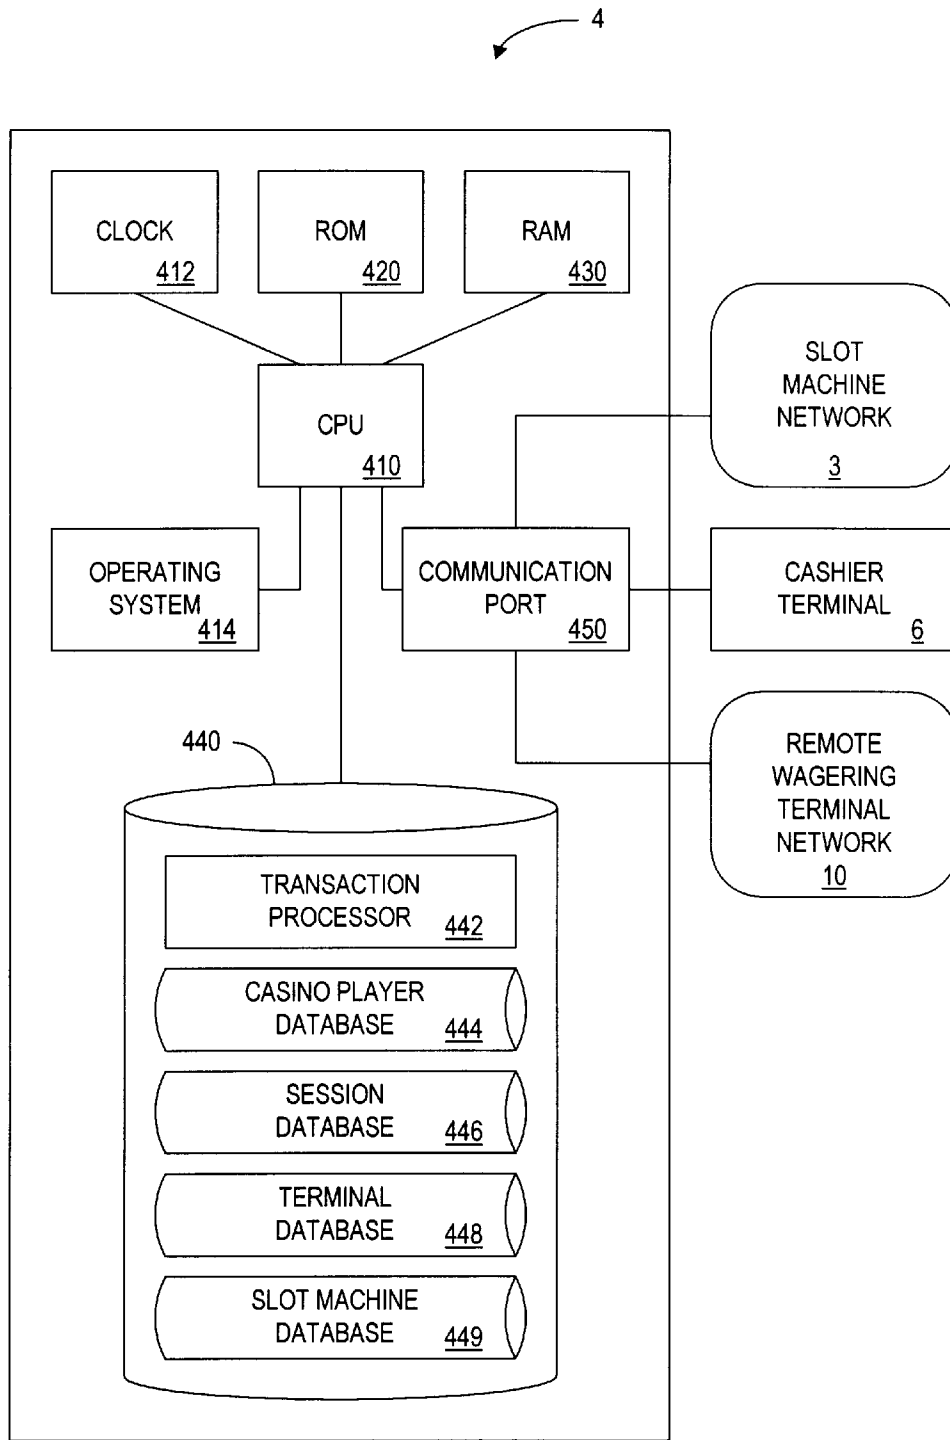 4
CLOCK
412
ROM
420
RAM
430
CPU
410
SLOT
MACHINE
NETWORK
3
OPERATING
SYSTEM
414
COMMUNICATION
PORT
450
CASHIER
TERMINAL
6
REMOTE
WAGERING
TERMINAL
NETWORK
10
440
TRANSACTION
PROCESSOR
442
CASINO PLAYER
DATABASE
444
SESSION
DATABASE
446
TERMINAL
DATABASE
448
SLOT MACHINE
DATABASE
449